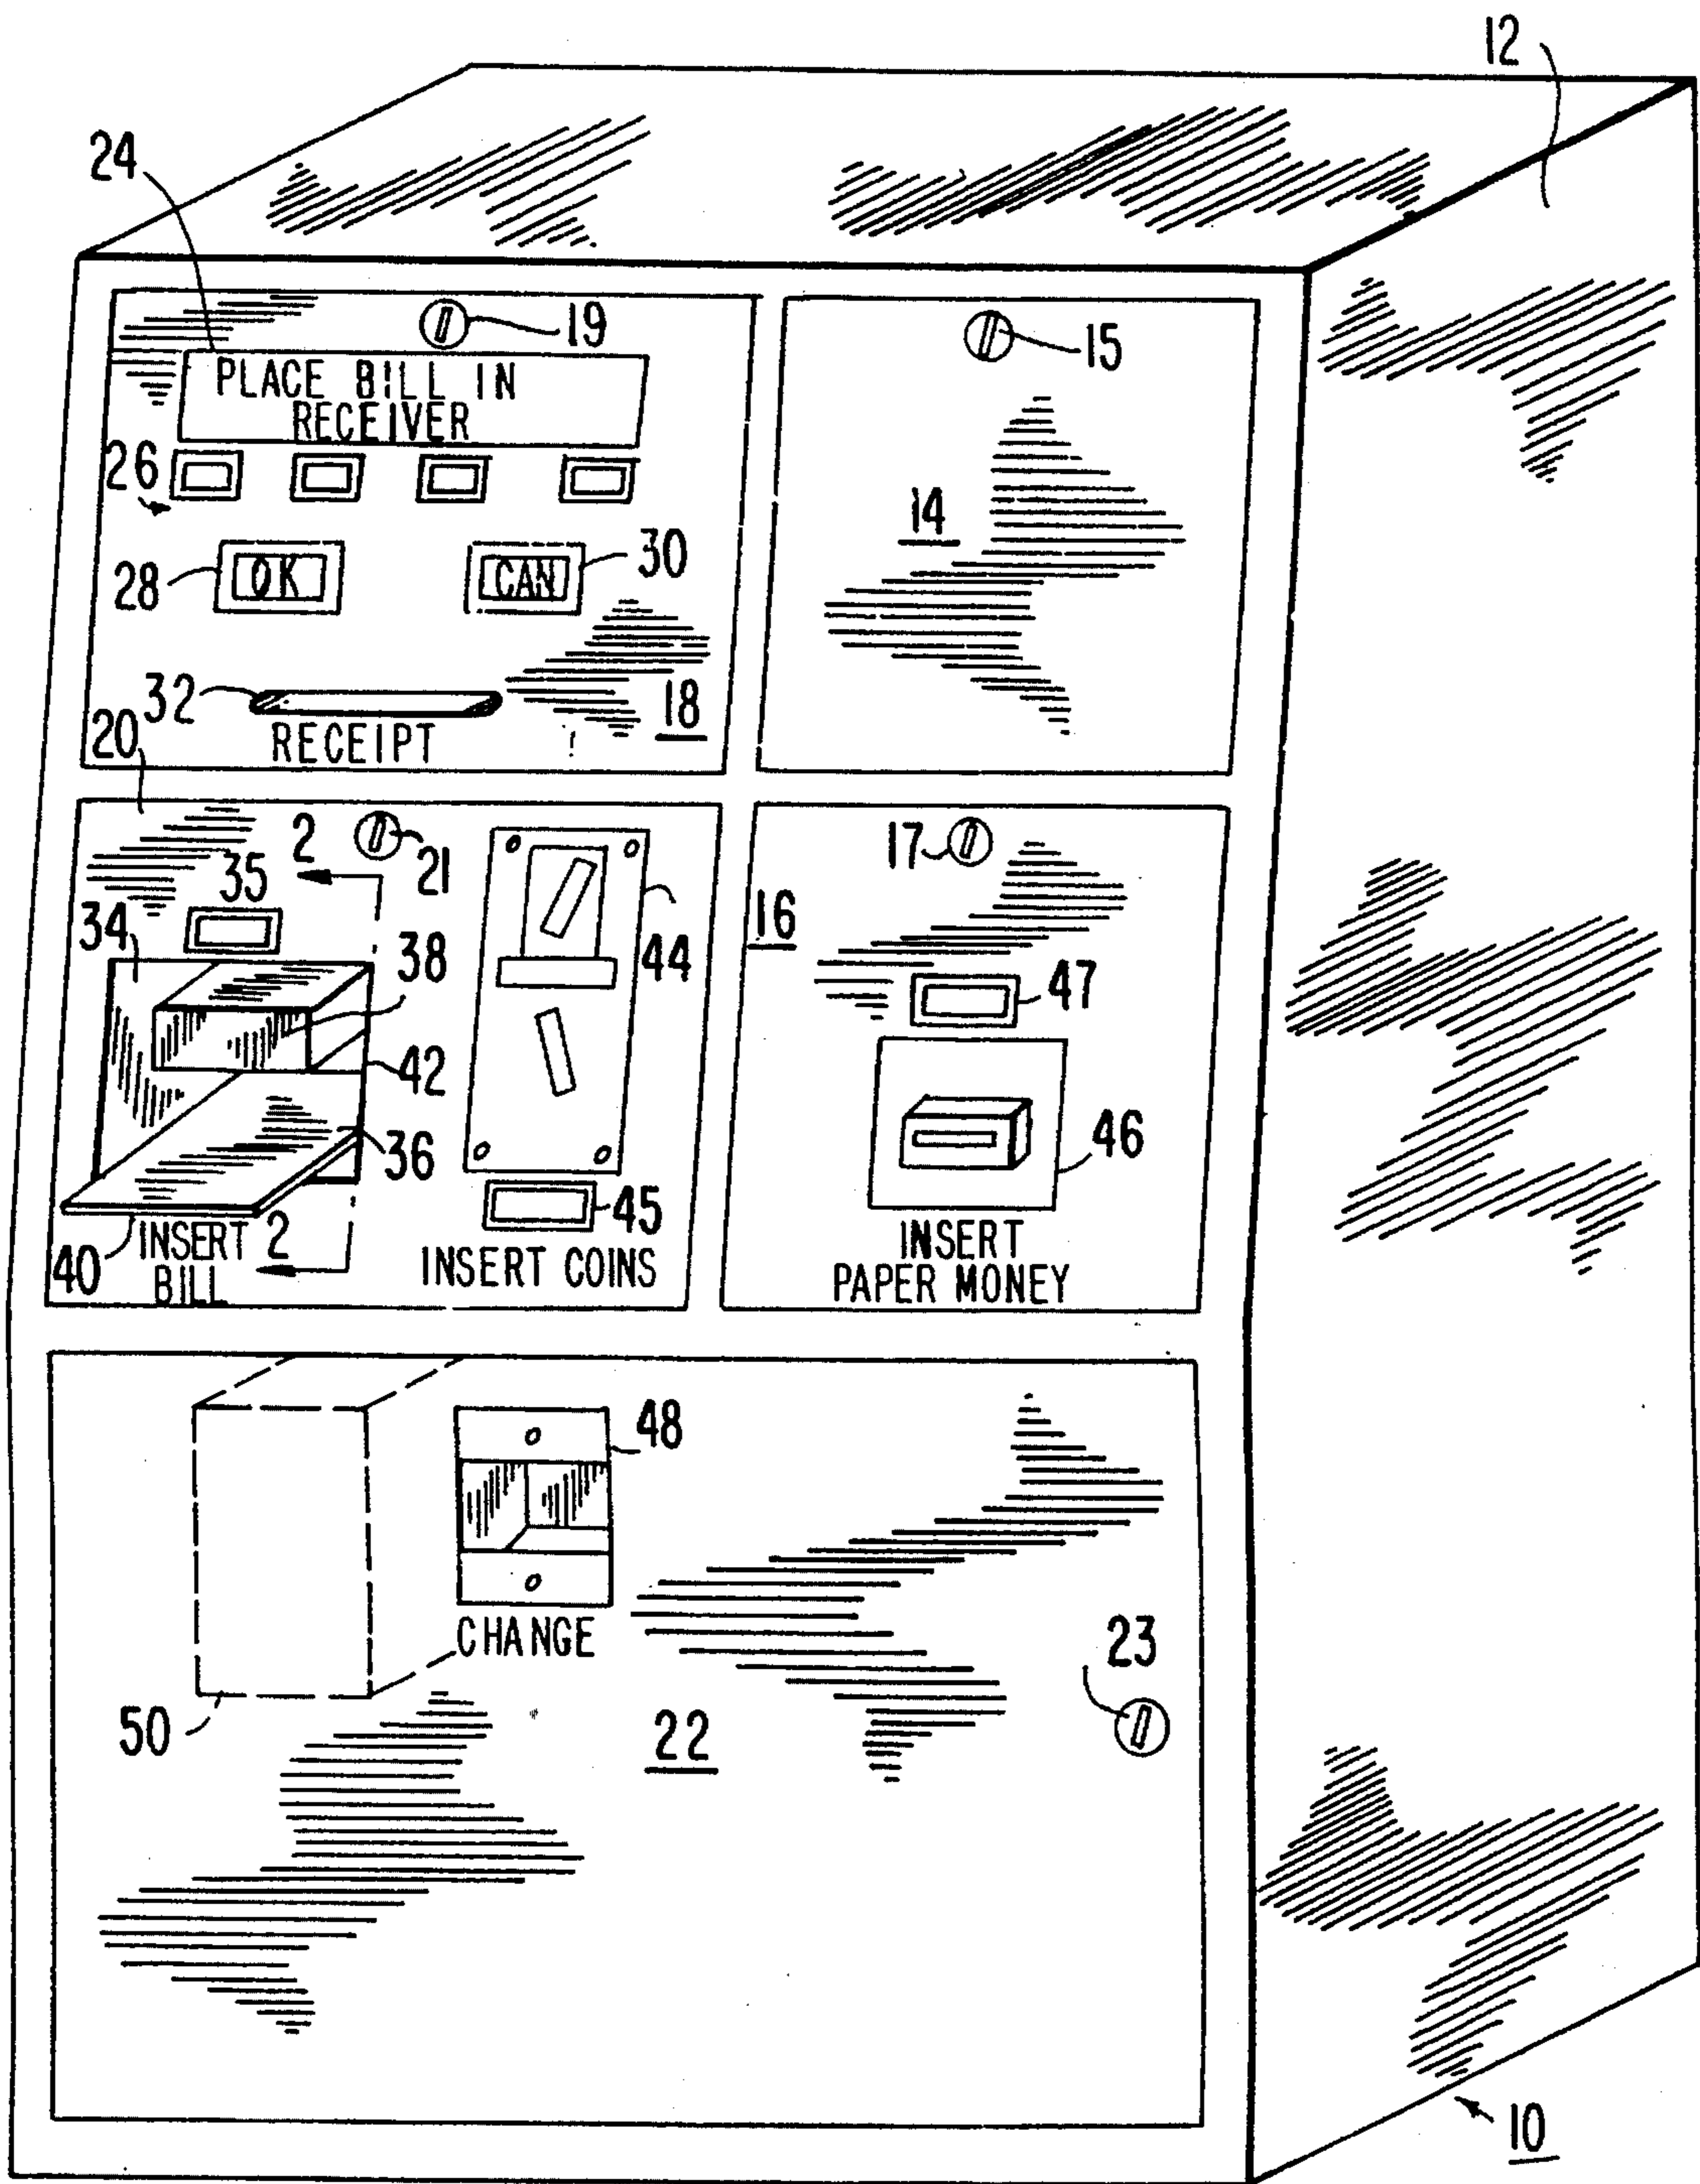 12
24
19
15
PLACE BILL IN
RECEIVER
26
14
28
OK
CAN
30
32
18
RECEIPT
20
2
21
35
17
34
38
44
16
47
42
36
46
45
40
INSERT
BILL
2
INSERT COINS
INSERT
PAPER MONEY
48
CHANGE
23
50
22
10